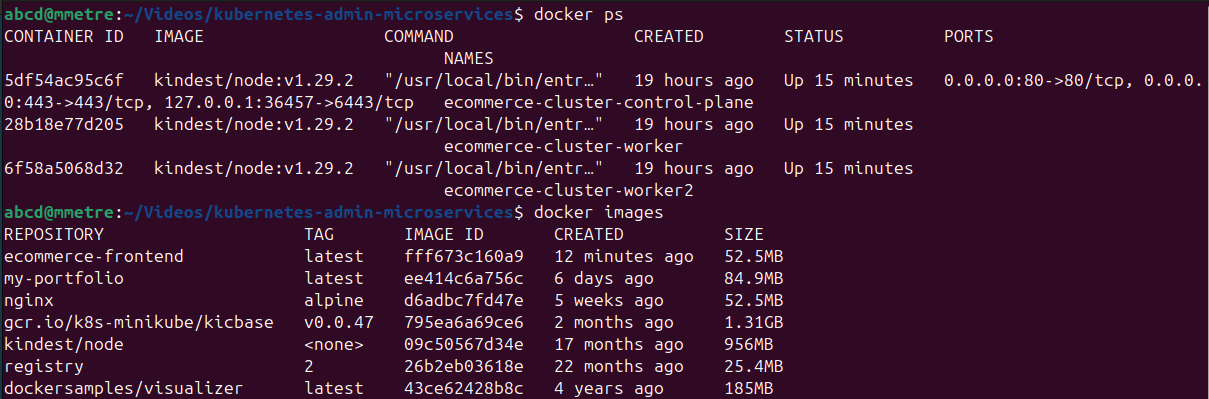 abcd@mmetre:~/Videos/kubernetes-admin-microservices$ docker ps
CONTAINER ID   IMAGE                  COMMAND                  CREATED        STATUS          PORTS
                                            NAMES
5df54ac95c6f   kindest/node:v1.29.2   "/usr/local/bin/entr…"   19 hours ago   Up 15 minutes   0.0.0.0:80->80/tcp, 0.0.0.
0:443->443/tcp, 127.0.0.1:36457->6443/tcp   ecommerce-cluster-control-plane
28b18e77d205   kindest/node:v1.29.2   "/usr/local/bin/entr…"   19 hours ago   Up 15 minutes
                                            ecommerce-cluster-worker
6f58a5068d32   kindest/node:v1.29.2   "/usr/local/bin/entr…"   19 hours ago   Up 15 minutes
                                            ecommerce-cluster-worker2
abcd@mmetre:~/Videos/kubernetes-admin-microservices$ docker images
REPOSITORY                    TAG       IMAGE ID       CREATED          SIZE
ecommerce-frontend            latest    fff673c160a9   12 minutes ago   52.5MB
my-portfolio                  latest    ee414c6a756c   6 days ago       84.9MB
nginx                         alpine    d6adbc7fd47e   5 weeks ago      52.5MB
gcr.io/k8s-minikube/kicbase   v0.0.47   795ea6a69ce6   2 months ago     1.31GB
kindest/node                  <none>    09c50567d34e   17 months ago    956MB
registry                      2         26b2eb03618e   22 months ago    25.4MB
dockersamples/visualizer      latest    43ce62428b8c   4 years ago      185MB